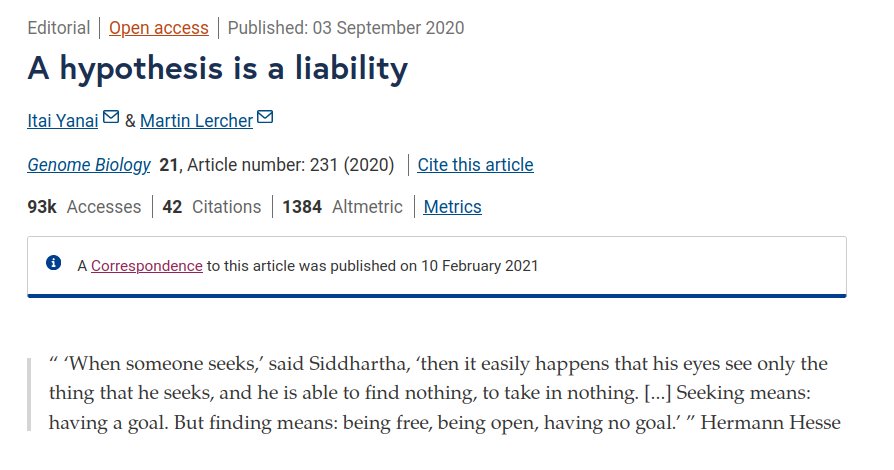 Editorial | Open access | Published: 03 September 2020
A hypothesis is a liability
Itai Yanai & Martin Lercher
Genome Biology 21, Article number: 231 (2020) | Cite this article
93k Accesses | 42 Citations | 1384 Altmetric | Metrics
A Correspondence to this article was published on 10 February 2021
“ ‘When someone seeks,’ said Siddhartha, ‘then it easily happens that his eyes see only the
thing that he seeks, and he is able to find nothing, to take in nothing. [...] Seeking means:
having a goal. But finding means: being free, being open, having no goal.’ ” Hermann Hesse